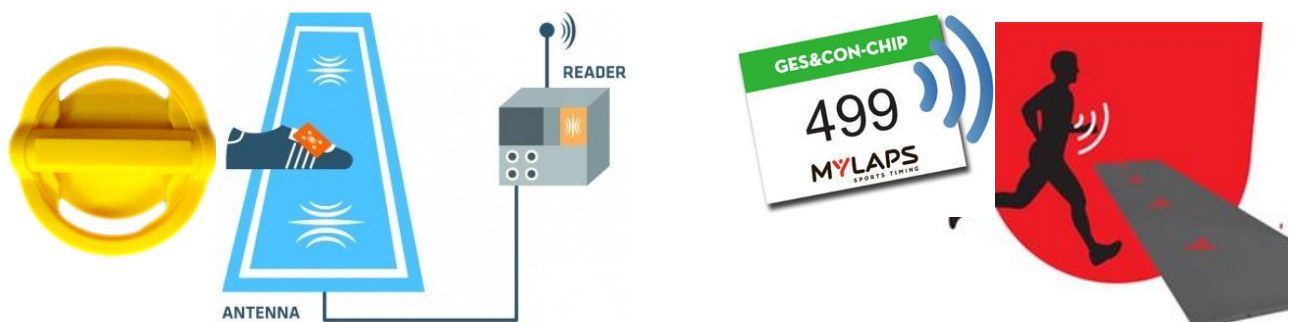 READER
ANTENNA
GES&CON-CHIP
499
MYLAPS
SPORTS TIMING